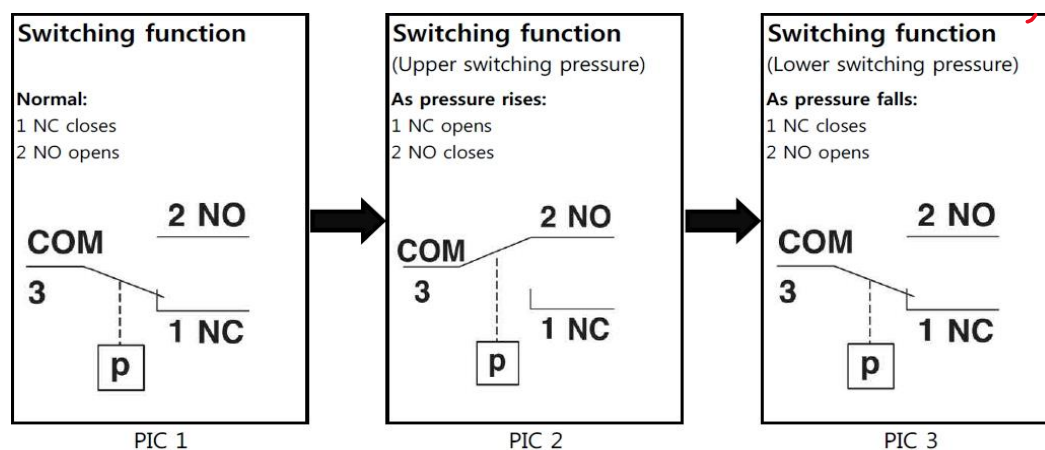 Switching function
Normal:
1 NC closes
2 NO opens
2 NO
COM
3
1 NC
p
PIC 1
Switching function
(Upper switching pressure)
As pressure rises:
1 NC opens
2 NO closes
2 NO
COM
3
1 NC
p
PIC 2
Switching function
(Lower switching pressure)
As pressure falls:
1 NC closes
2 NO opens
2 NO
COM
3
1 NC
p
PIC 3